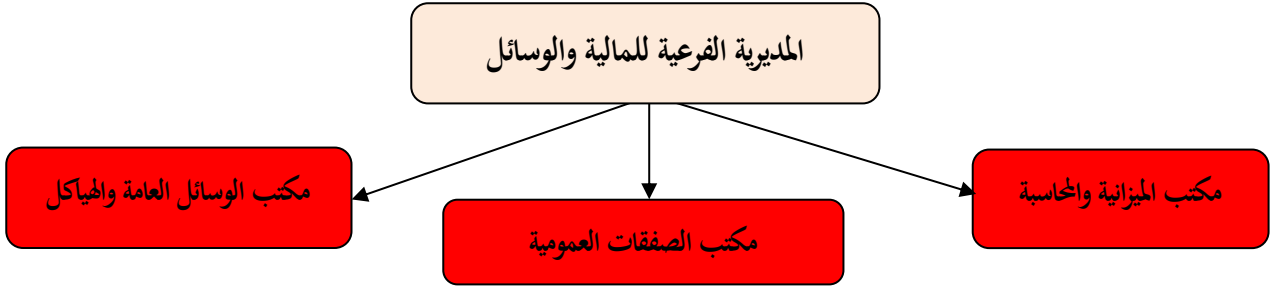 المديرية الفرعية للمالية والوسائل
مكتب الميزانية والمحاسبة
مكتب الصفقات العمومية
مكتب الوسائل العامة والهياكل